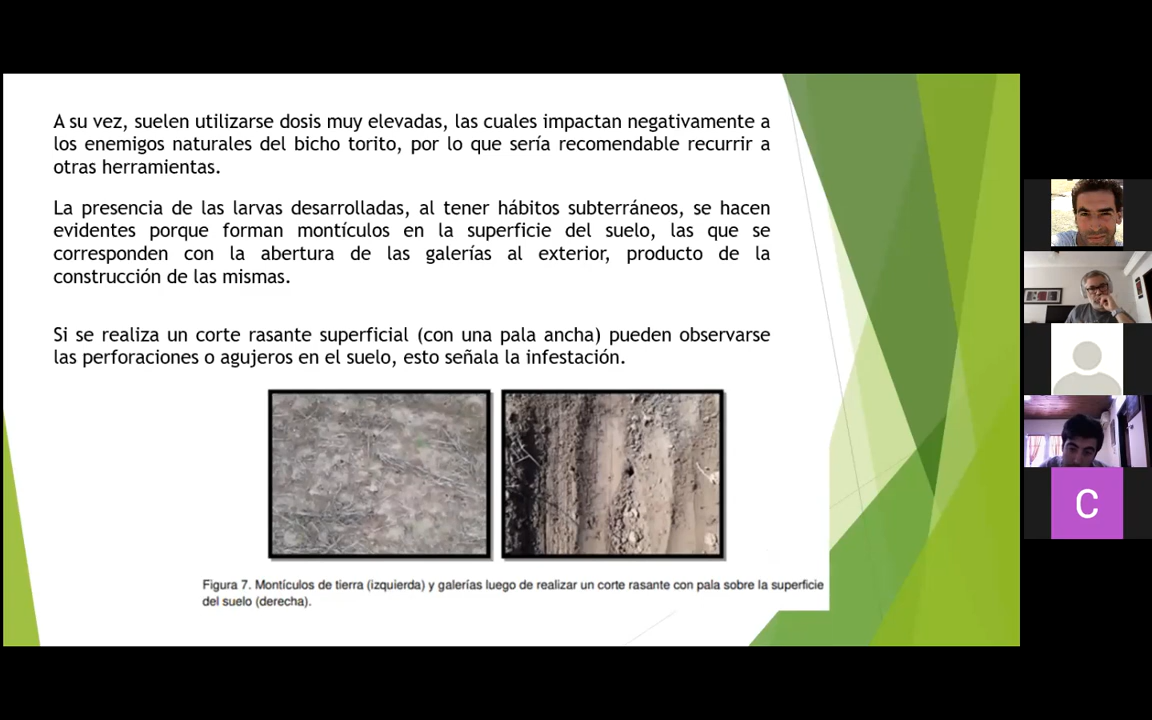 A su vez, suelen utilizarse dosis muy elevadas, las cuales impactan negativamente a
los enemigos naturales del bicho torito, por lo que sería recomendable recurrir a
otras herramientas.
La presencia de las larvas desarrolladas, al tener hábitos subterráneos, se hacen
evidentes porque forman montículos en la superficie del suelo, las que se
corresponden con la abertura de las galerías al exterior, producto de la
construcción de las mismas.
Si se realiza un corte rasante superficial (con una pala ancha) pueden observarse
las perforaciones o agujeros en el suelo, esto señala la infestación.
Figura 7. Montículos de tierra (izquierda) y galerías luego de realizar un corte rasante con pala sobre la superficie
del suelo (derecha).
C